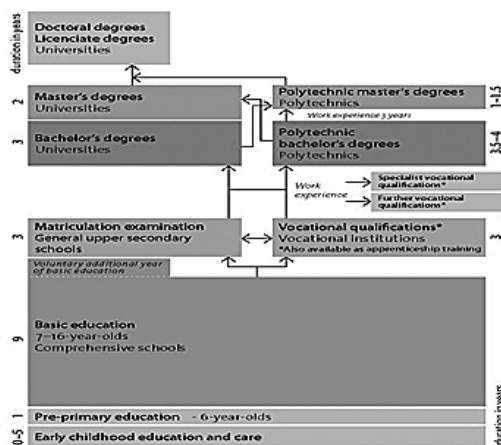 duration in years
Doctoral degrees
Licentiate degrees
Universities
2
Master's degrees
Universities
Polytechnic master's degrees
Polytechnics
1-1.5
Work experience 3 years
3
Bachelor's degrees
Universities
Polytechnic
bachelor's degrees
Polytechnics
3.5-4
Work
experience
Specialist vocational
qualifications*
Further vocational
qualifications*
3
Matriculation examination
General upper secondary
schools
Vocational qualifications*
Vocational institutions
*Also available as apprenticeship training
3
Voluntary additional year
of basic education
9
Basic education
7–16-year-olds
Comprehensive schools
1
Pre-primary education - 6-year-olds
0-5
Early childhood education and care
duration in years